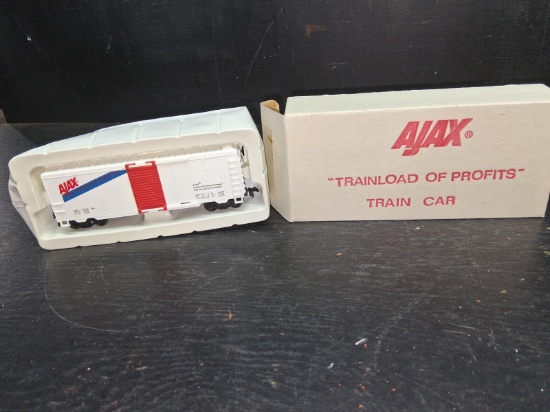 AJAX
AJAX®
"TRAINLOAD OF PROFITS"
TRAIN CAR